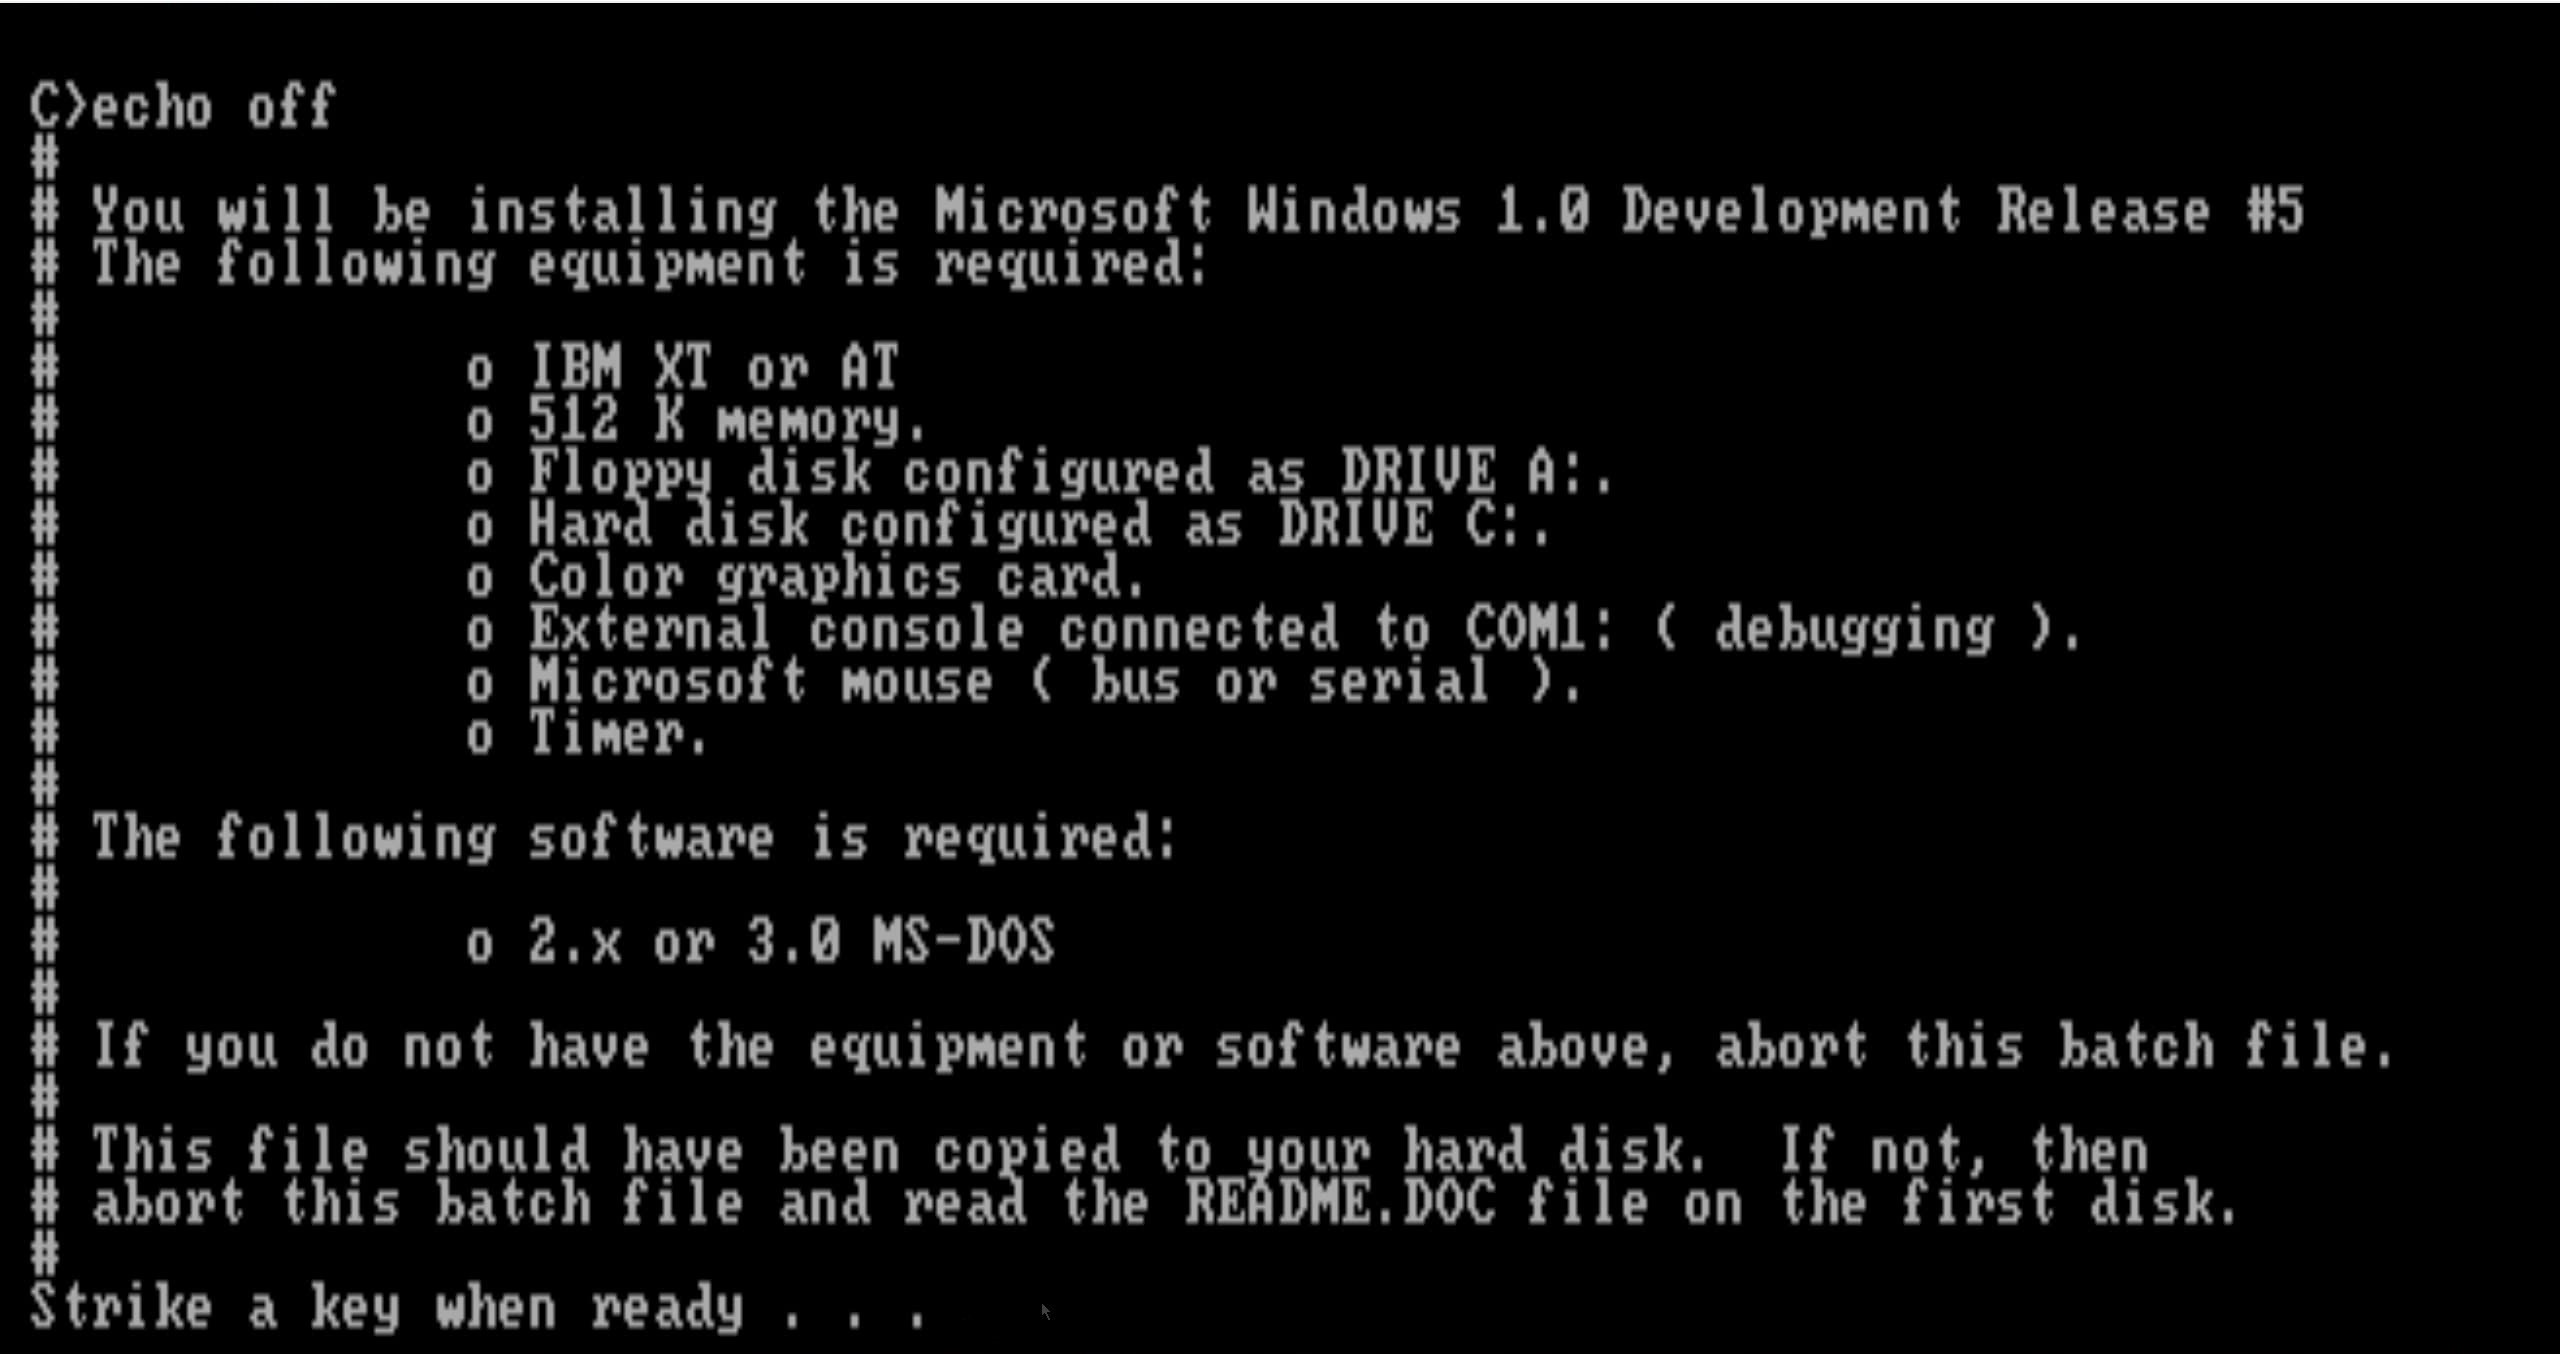 C>echo off
#
# You will be installing the Microsoft Windows 1.0 Development Release #5
# The following equipment is required:
#
#             o IBM XT or AT
#             o 512 K memory.
#             o Floppy disk configured as DRIVE A:.
#             o Hard disk configured as DRIVE C:.
#             o Color graphics card.
#             o External console connected to COM1: ( debugging ).
#             o Microsoft mouse ( bus or serial ).
#             o Timer.
#
# The following software is required:
#
#             o 2.x or 3.0 MS-DOS
#
# If you do not have the equipment or software above, abort this batch file.
#
# This file should have been copied to your hard disk.  If not, then
# abort this batch file and read the README.DOC file on the first disk.
#
Strike a key when ready . . .